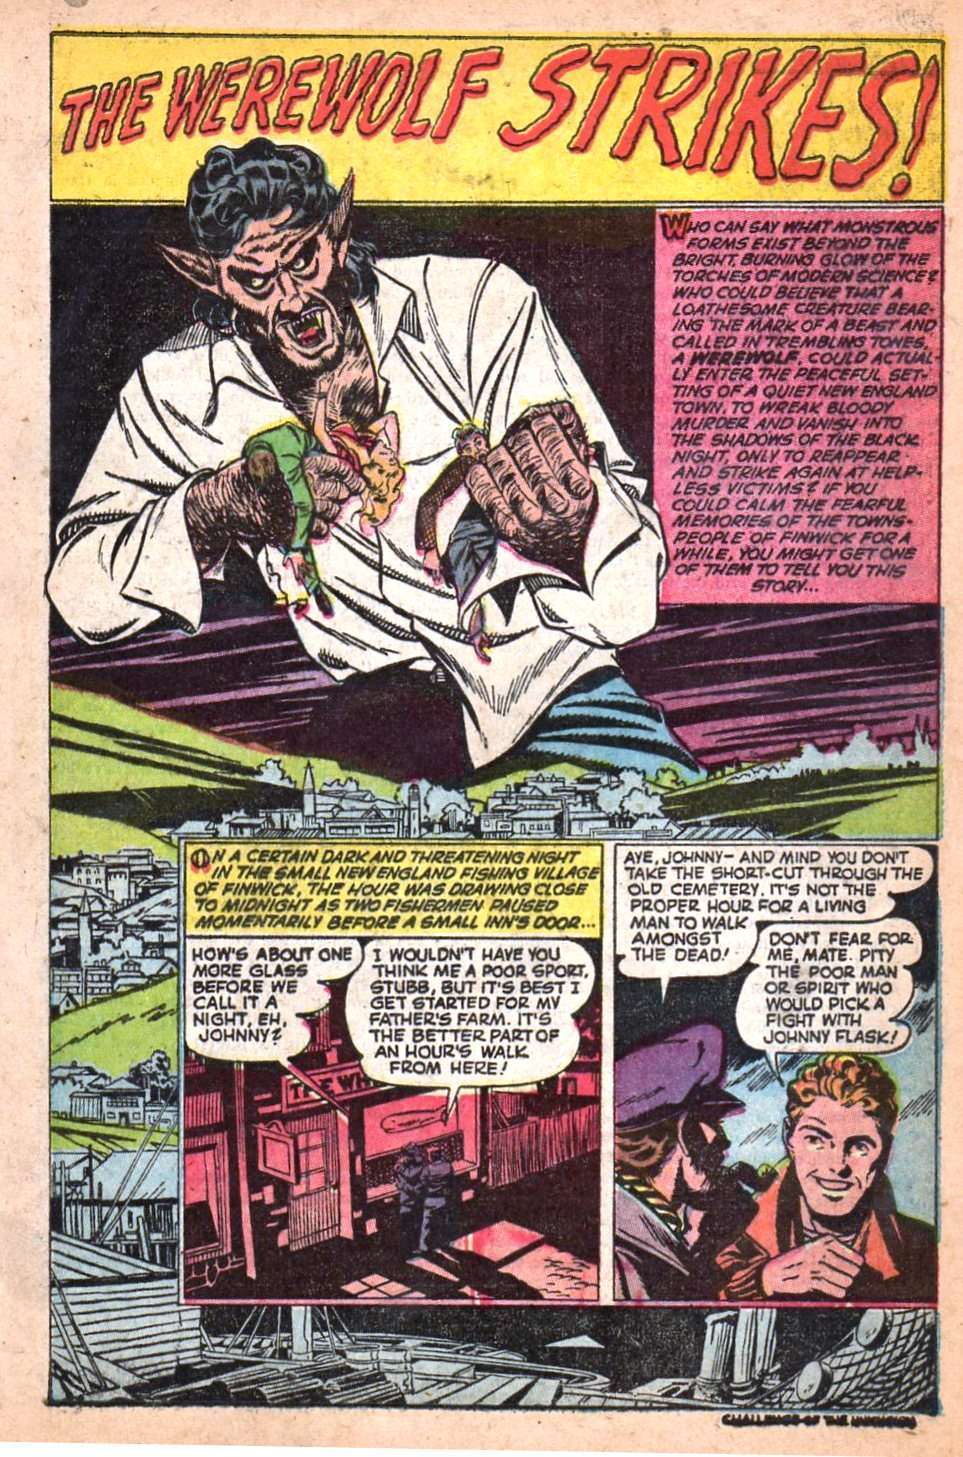 THE WEREWOLF STRIKES!
WHO CAN SAY WHAT MONSTROUS
FORMS EXIST BEYOND THE
BRIGHT, BURNING GLOW OF THE
TORCHES OF MODERN SCIENCE?
WHO COULD BELIEVE THAT A
LOATHESOME CREATURE BEAR-
ING THE MARK OF A BEAST AND
CALLED IN TREMBLING TONES,
A WEREWOLF, COULD ACTUAL-
LY ENTER THE PEACEFUL SET-
TING OF A QUIET NEW ENGLAND
TOWN, TO WREAK BLOODY
MURDER AND VANISH INTO
THE SHADOWS OF THE BLACK
NIGHT, ONLY TO REAPPEAR
AND STRIKE AGAIN AT HELP-
LESS VICTIMS? IF YOU
COULD CALM THE FEARFUL
MEMORIES OF THE TOWNS-
PEOPLE OF FINWICK FOR A
WHILE, YOU MIGHT GET ONE
OF THEM TO TELL YOU THIS
STORY...
ON A CERTAIN DARK AND THREATENING NIGHT
IN THE SMALL NEW ENGLAND FISHING VILLAGE
OF FINWICK, THE HOUR WAS DRAWING CLOSE
TO MIDNIGHT AS TWO FISHERMEN PAUSED
MOMENTARILY BEFORE A SMALL INN'S DOOR...
HOW'S ABOUT ONE
MORE GLASS
BEFORE WE
CALL IT A
NIGHT, EH,
JOHNNY?
I WOULDN'T HAVE YOU
THINK ME A POOR SPORT,
STUBB, BUT IT'S BEST I
GET STARTED FOR MY
FATHER'S FARM. IT'S
THE BETTER PART OF
AN HOUR'S WALK
FROM HERE!
THE WH
AYE, JOHNNY- AND MIND YOU DON'T
TAKE THE SHORT-CUT THROUGH THE
OLD CEMETERY. IT'S NOT THE
PROPER HOUR FOR A LIVING
MAN TO WALK
AMONGST
THE DEAD!
DON'T FEAR FOR
ME, MATE. PITY
THE POOR MAN
OR SPIRIT WHO
WOULD PICK A
FIGHT WITH
JOHNNY FLASK!
CHALLENGE OF THE UNKNOWN